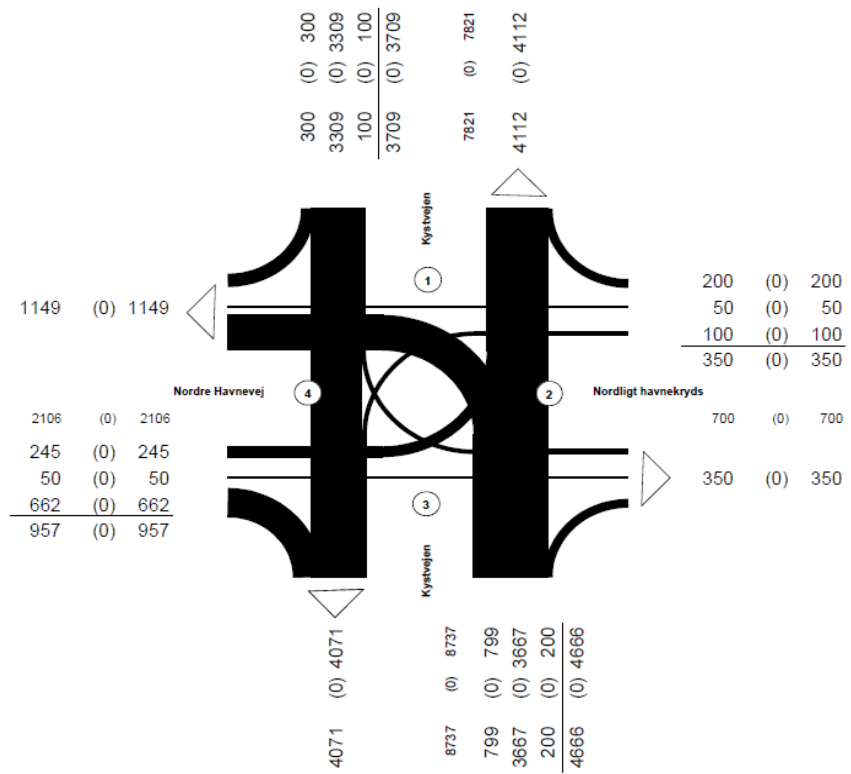 300 (0) 300
3309 (0) 3309
100 (0) 100
3709 (0) 3709
7821 (0) 7821
4112 (0) 4112
Kystvejen
1
200 (0) 200
50 (0) 50
100 (0) 100
350 (0) 350
1149 (0) 1149
Nordre Havnevej
4
2
Nordligt havnekryds
2106 (0) 2106
700 (0) 700
245 (0) 245
50 (0) 50
662 (0) 662
957 (0) 957
350 (0) 350
3
Kystvejen
4071 (0) 4071
8737 (0) 8737
799 (0) 799
3667 (0) 3667
200 (0) 200
4666 (0) 4666